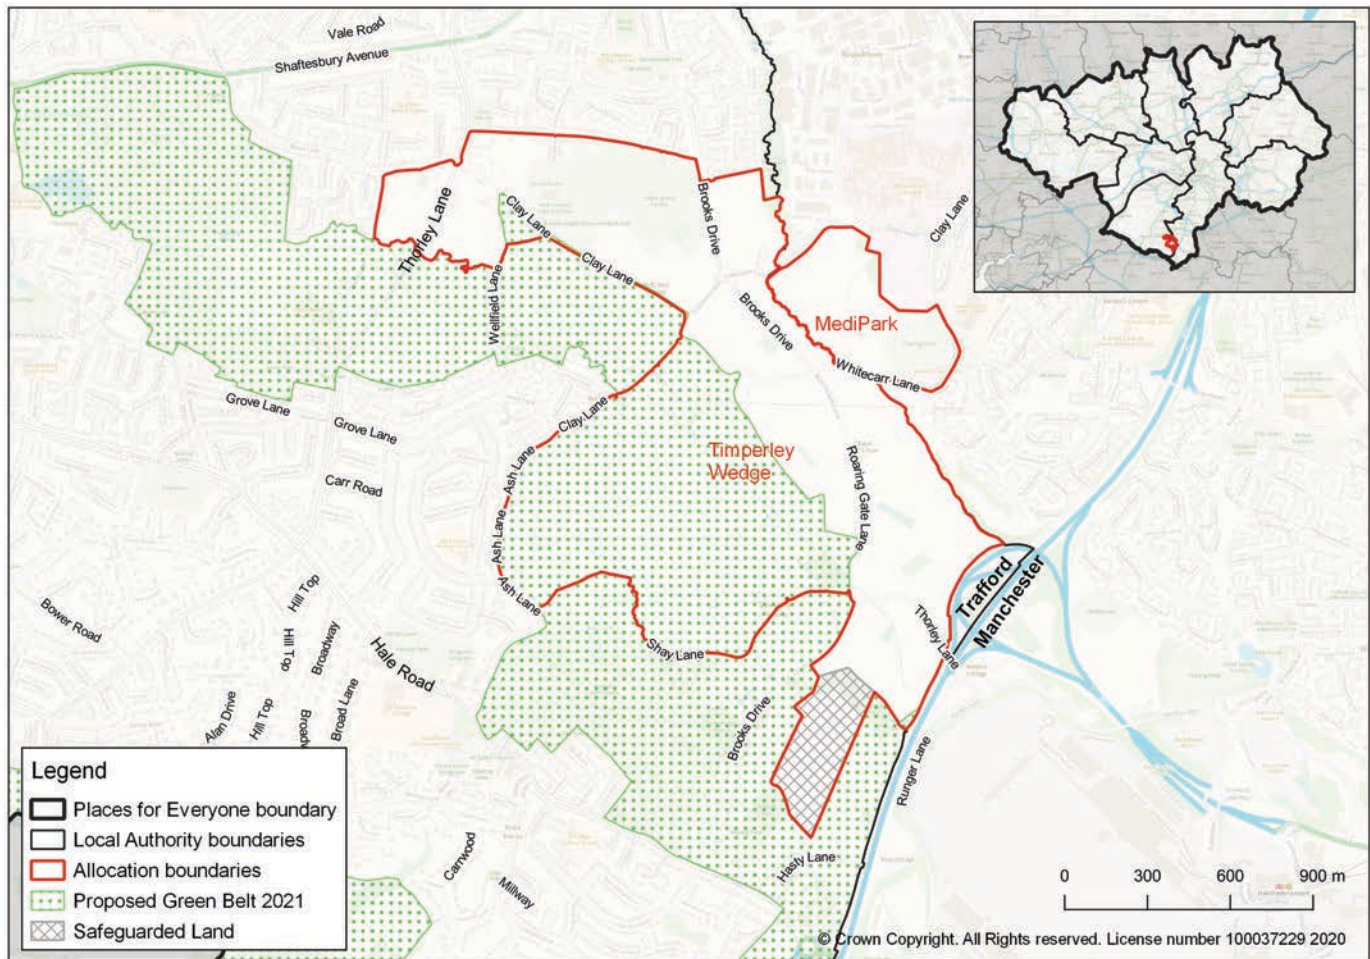 Vale Road
Shaftesbury Avenue
Thorley Lane
Clay Lane
Brooks Drive
Clay Lane
Clay Lane
Wellfield Lane
Brooks Drive
MediPark
Whitecarr Lane
Grove Lane
Grove Lane
Clay Lane
Timperley
Wedge
Roaring Gate Lane
Ash Lane
Carr Road
Ash Lane
Ash Lane
Trafford
Manchester
Thorley Lane
Hill Top
Bower Road
Hill Top
Broadway
Hale Road
Shay Lane
Alan Drive
Hill Top
Broadw
Broad Lane
Brooks Drive
Runger Lane
Hasty Lane
Carrwood
Millway
Legend
Places for Everyone boundary
Local Authority boundaries
Allocation boundaries
Proposed Green Belt 2021
Safeguarded Land
0 300 600 900 m
© Crown Copyright. All Rights reserved. License number 100037229 2020